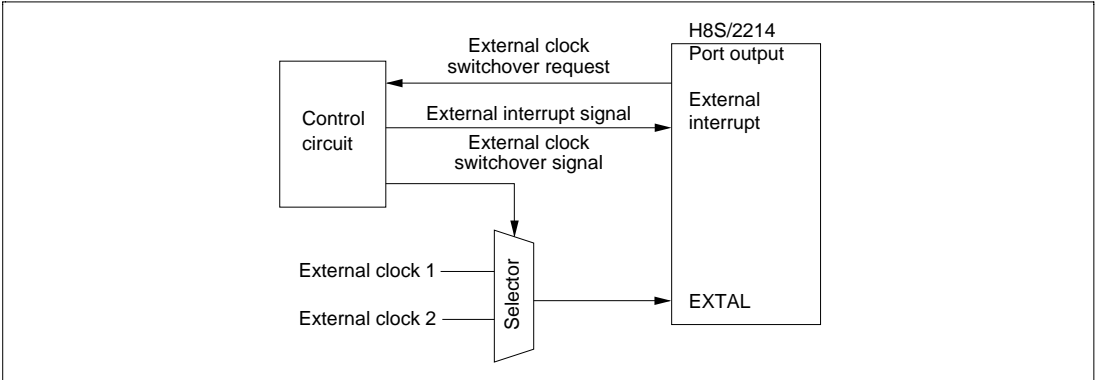 H8S/2214
Port output
External clock
switchover request
External
interrupt
Control
circuit
External interrupt signal
External clock
switchover signal
External clock 1
External clock 2
Selector
EXTAL